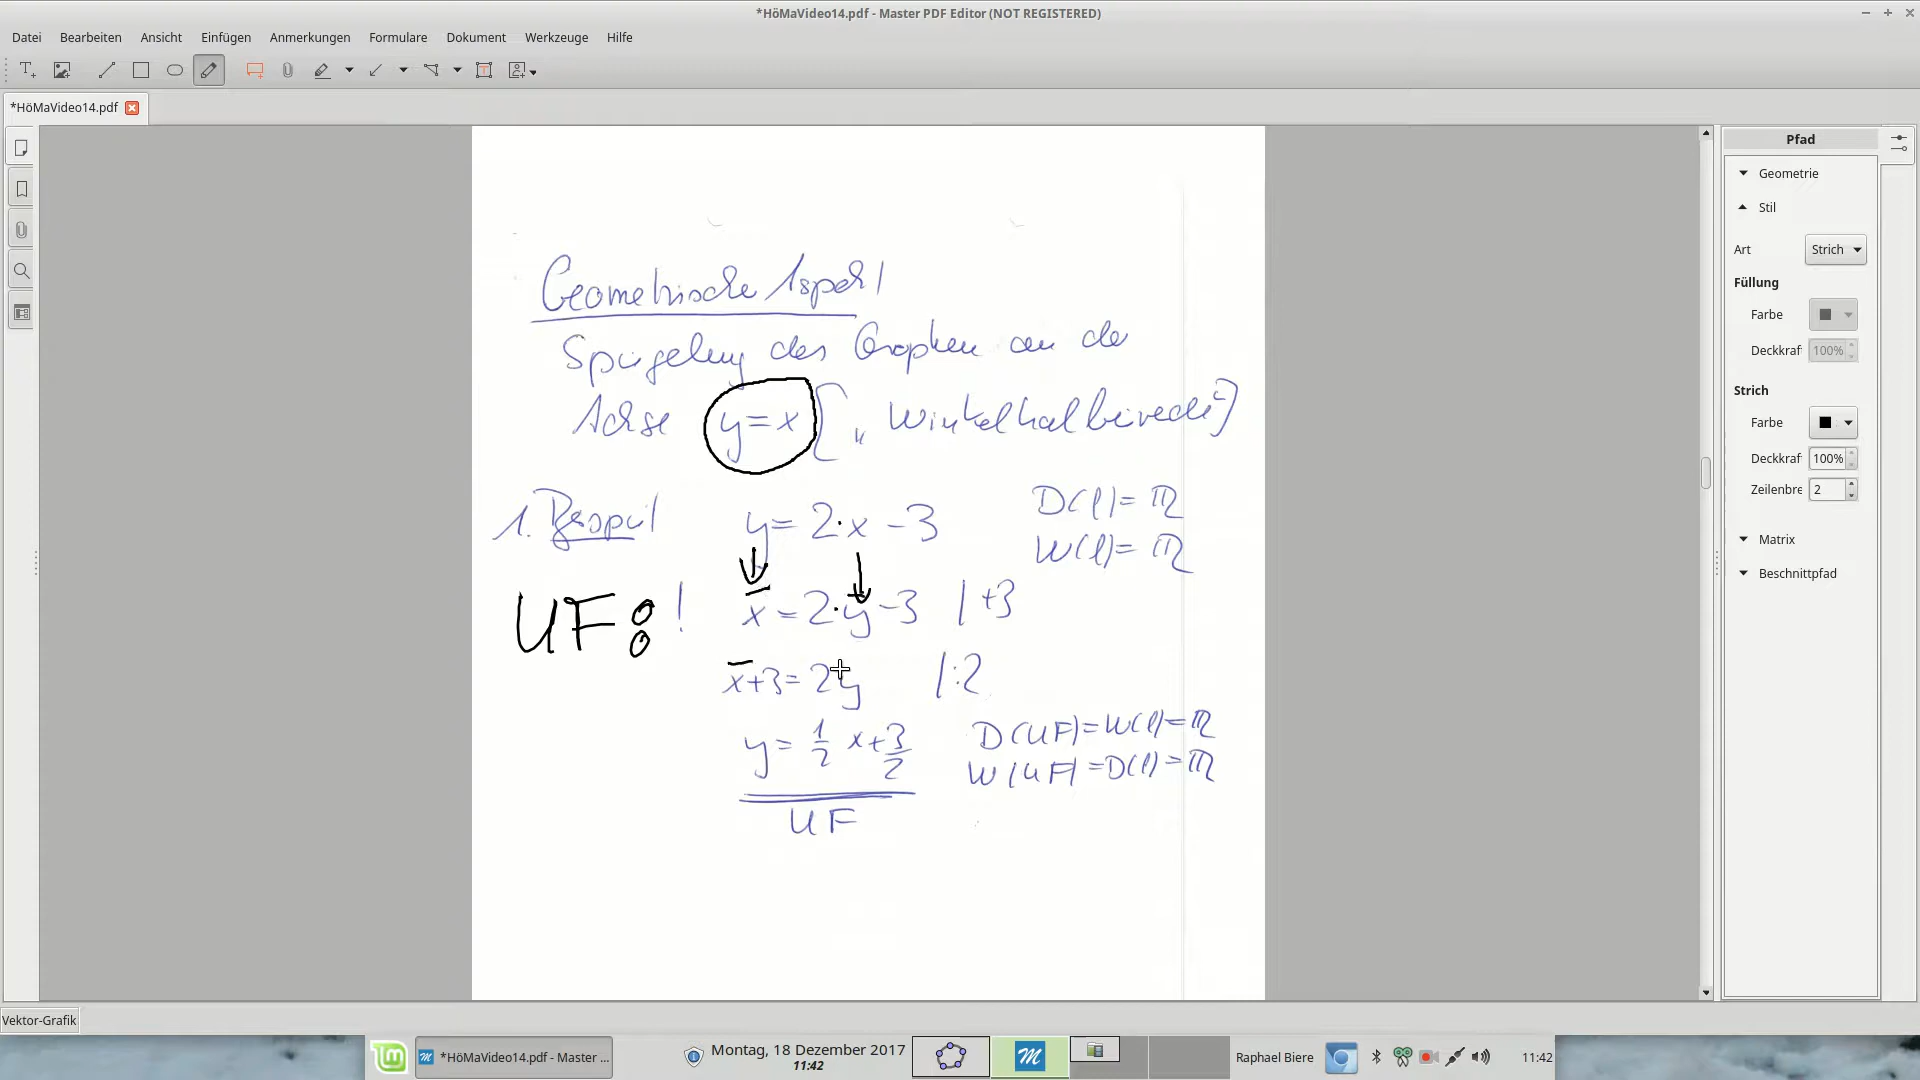 *HöMaVideo14.pdf - Master PDF Editor (NOT REGISTERED)
Datei Bearbeiten Ansicht Einfügen Anmerkungen Formulare Dokument Werkzeuge Hilfe
*HöMaVideo14.pdf
Geometrische Aspekt
Spiegelung des Graphen an der
Achse y=x ["Winkelhalbierende"]
1. Beispiel y = 2·x - 3 D(f) = ℝ
W(f) = ℝ
UF: ! x = 2·y - 3 | +3
x + 3 = 2y | :2
y = 1/2 x + 3/2 D(UF) = W(f) = ℝ
W(UF) = D(f) = ℝ
UF
Pfad
Geometrie
Stil
Art Strich
Füllung
Farbe
Deckkraf 100%
Strich
Farbe
Deckkraf 100%
Zeilenbre 2
Matrix
Beschnittpfad
Vektor-Grafik
*HöMaVideo14.pdf - Master ...
Montag, 18 Dezember 2017
11:42
Raphael Biere
11:42